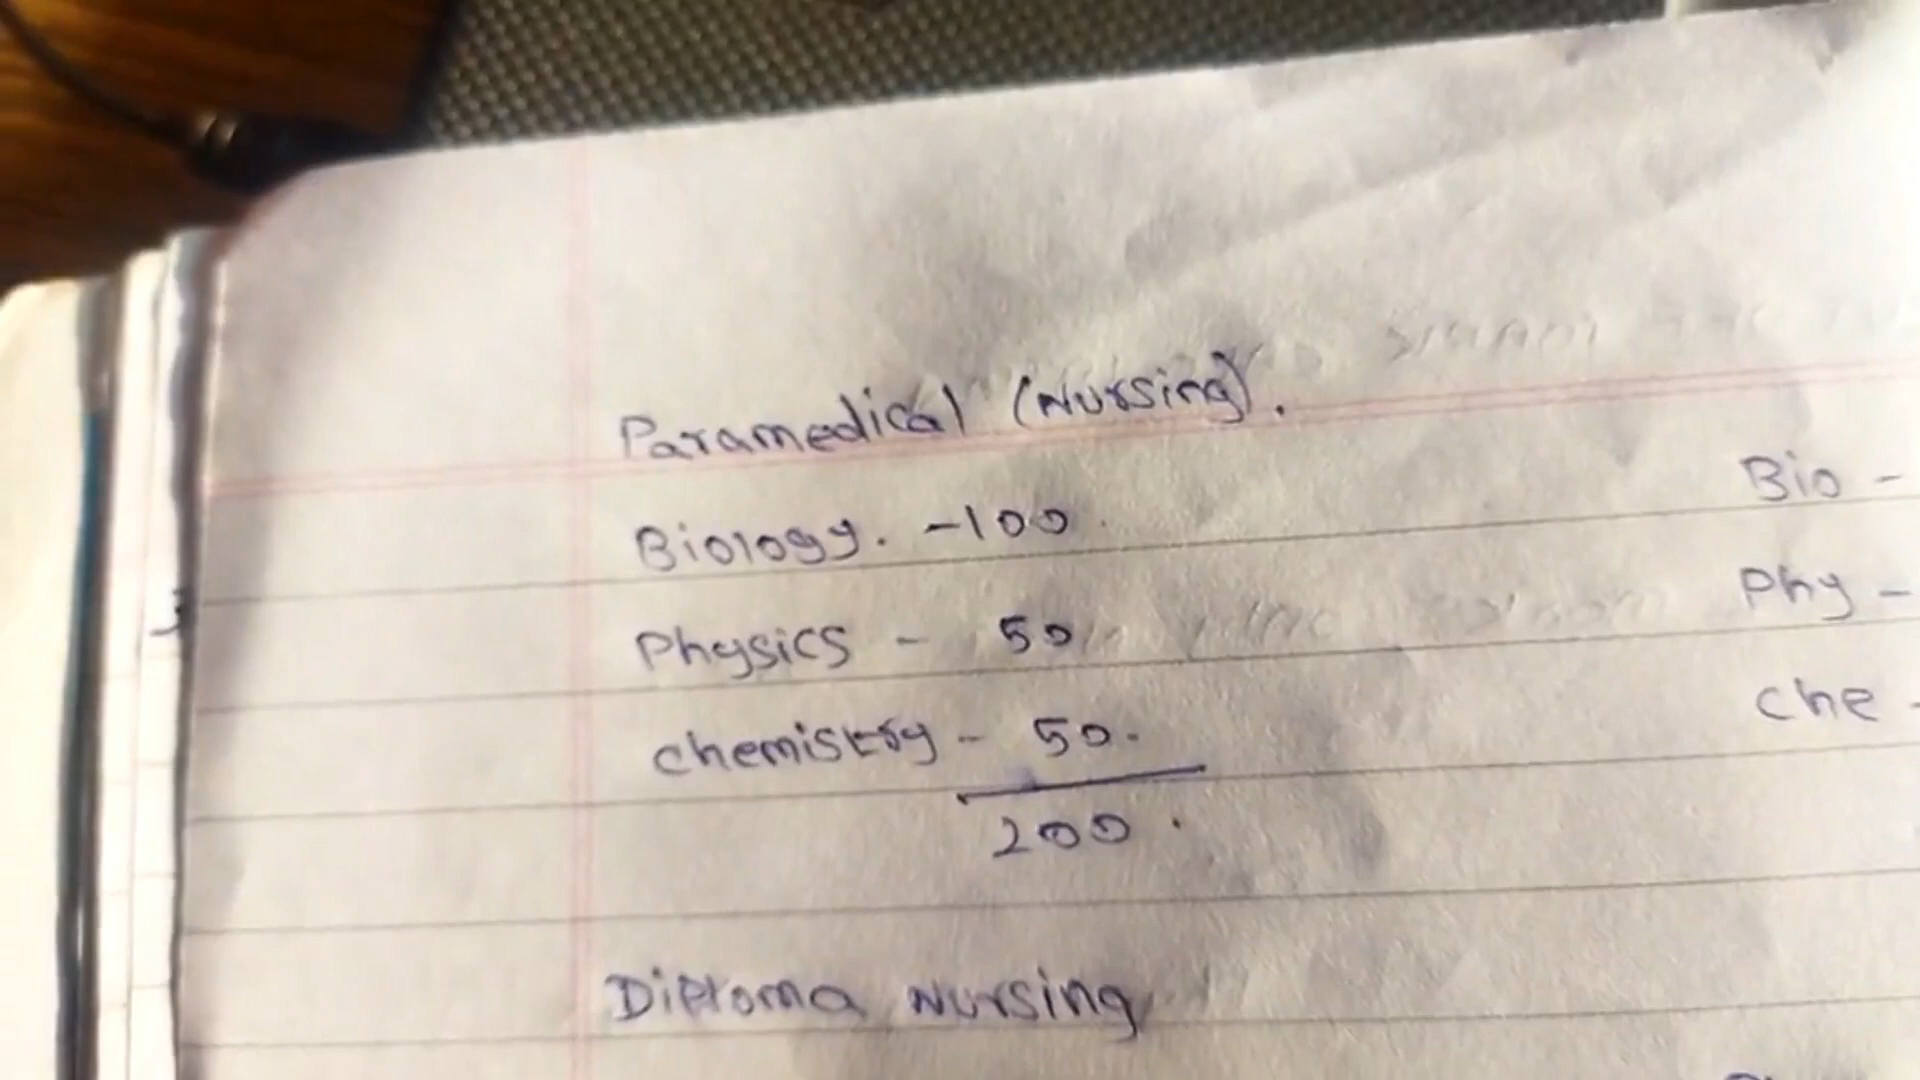 Paramedical (Nursing).
Biology. - 100
Physics - 50
chemistry - 50.
200.
Diploma Nursing
Bio -
Phy -
Che -